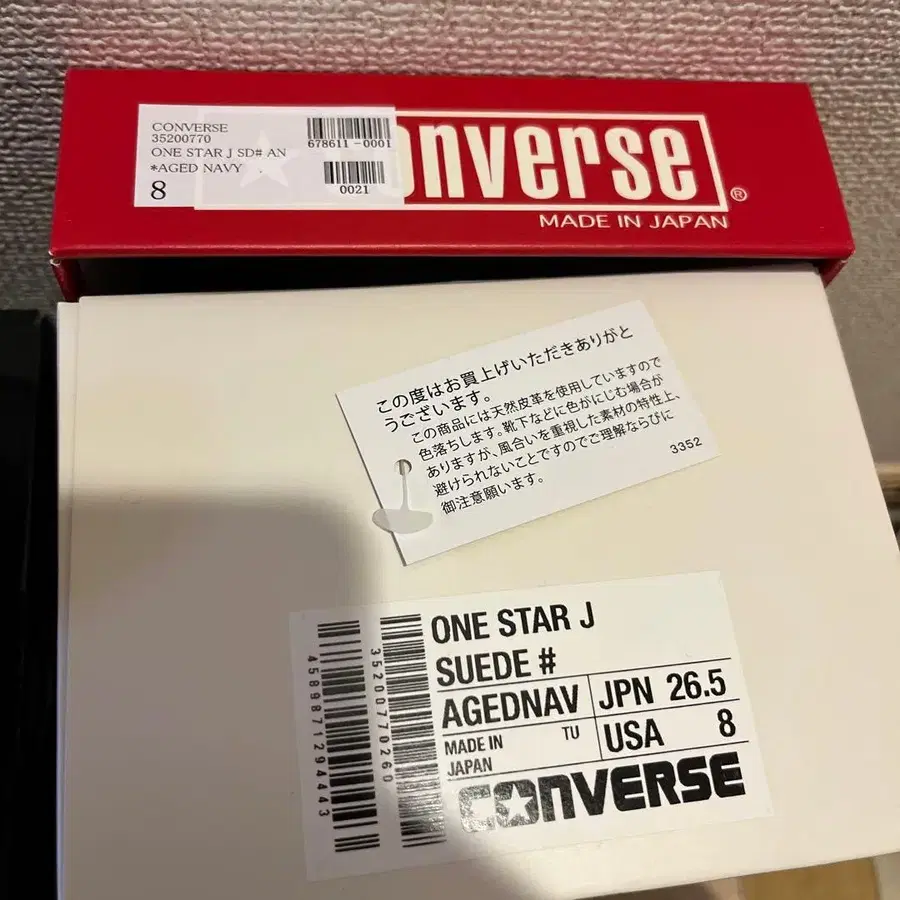 CONVERSE
35200770
ONE STAR J SD# AN
*AGED NAVY
8
678611-0001
0021
converse®
MADE IN JAPAN
この度はお買上げいただきありがと
うございます。
この商品には天然皮革を使用していますので
色落ちします。靴下などに色がにじむ場合が
ありますが、風合いを重視した素材の特性上、
避けられないことですのでご理解ならびに
御注意願います。
3352
4589871294443
35200770260
ONE STAR J
SUEDE #
AGEDNAV
JPN 26.5
MADE IN
JAPAN
TU
USA 8
CONVERSE